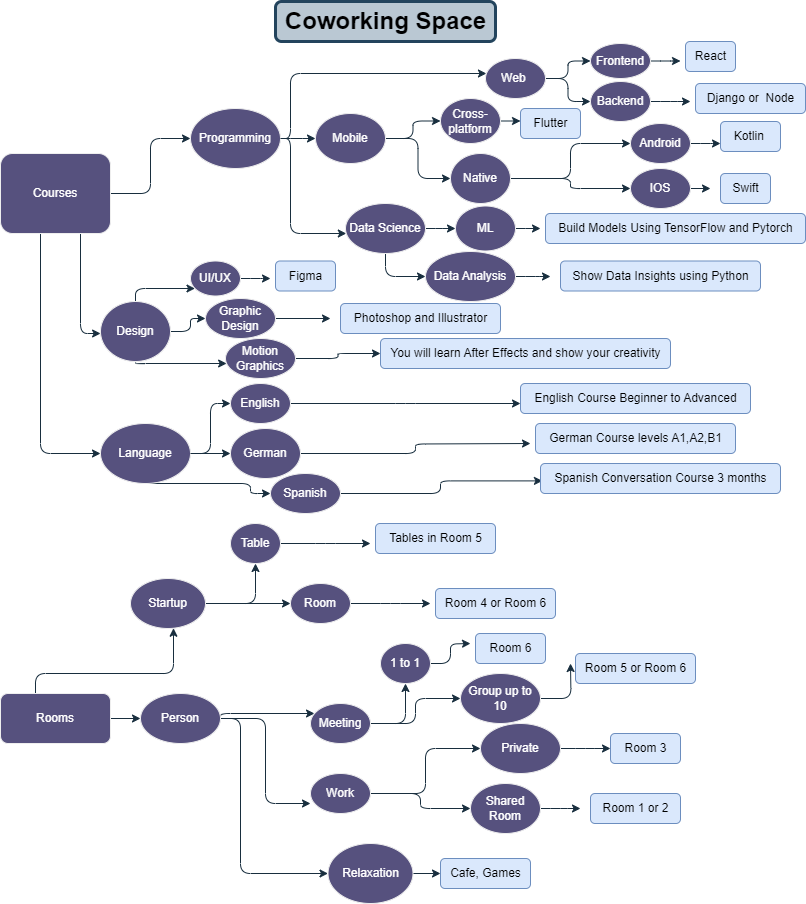 Coworking Space
Courses
Programming
Web
Frontend
React
Backend
Django or  Node
Mobile
Cross-
platform
Flutter
Native
Android
Kotlin
IOS
Swift
Data Science
ML
Build Models Using TensorFlow and Pytorch
Data Analysis
Show Data Insights using Python
Design
UI/UX
Figma
Graphic
Design
Photoshop and Illustrator
Motion
Graphics
You will learn After Effects and show your creativity
Language
English
English Course Beginner to Advanced
German
German Course levels A1,A2,B1
Spanish
Spanish Conversation Course 3 months
Rooms
Startup
Table
Tables in Room 5
Room
Room 4 or Room 6
Person
Meeting
1 to 1
Room 6
Group up to
10
Room 5 or Room 6
Work
Private
Room 3
Shared
Room
Room 1 or 2
Relaxation
Cafe, Games